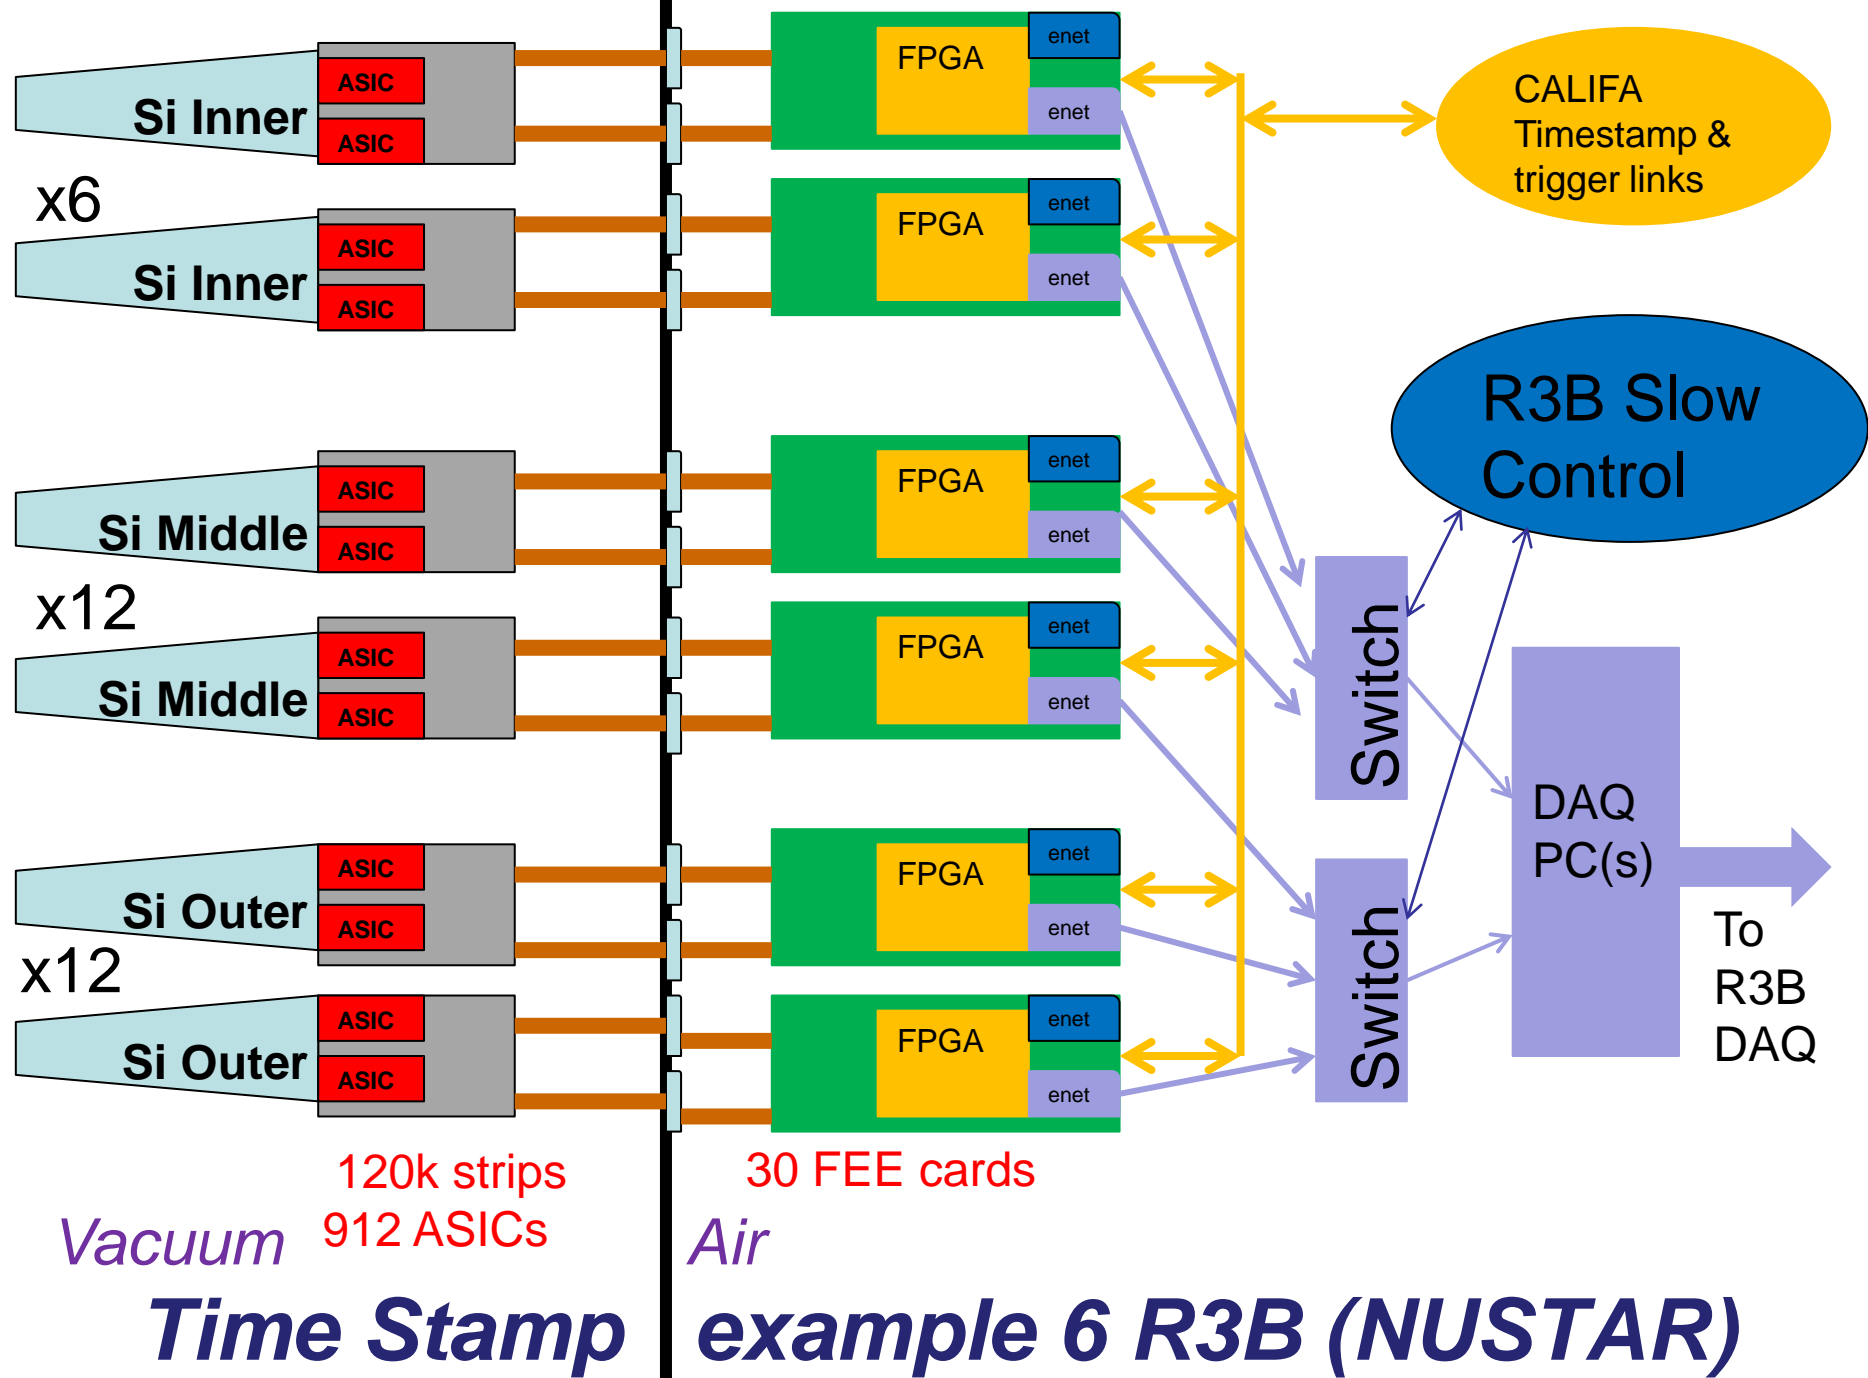 Si Inner
ASIC
ASIC
FPGA
enet
enet
CALIFA
Timestamp &
trigger links
x6
Si Inner
ASIC
ASIC
FPGA
enet
enet
R3B Slow
Control
Si Middle
ASIC
ASIC
FPGA
enet
enet
x12
Si Middle
ASIC
ASIC
FPGA
enet
enet
Switch
DAQ
PC(s)
Si Outer
ASIC
ASIC
FPGA
enet
enet
x12
Si Outer
ASIC
ASIC
FPGA
enet
enet
Switch
To
R3B
DAQ
120k strips
912 ASICs
30 FEE cards
Vacuum
Air
Time Stamp example 6 R3B (NUSTAR)